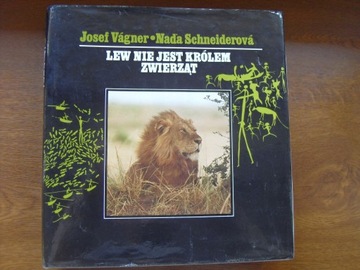 Josef Vágner • Nada Schneiderová
LEW NIE JEST KRÓLEM
ZWIERZĄT